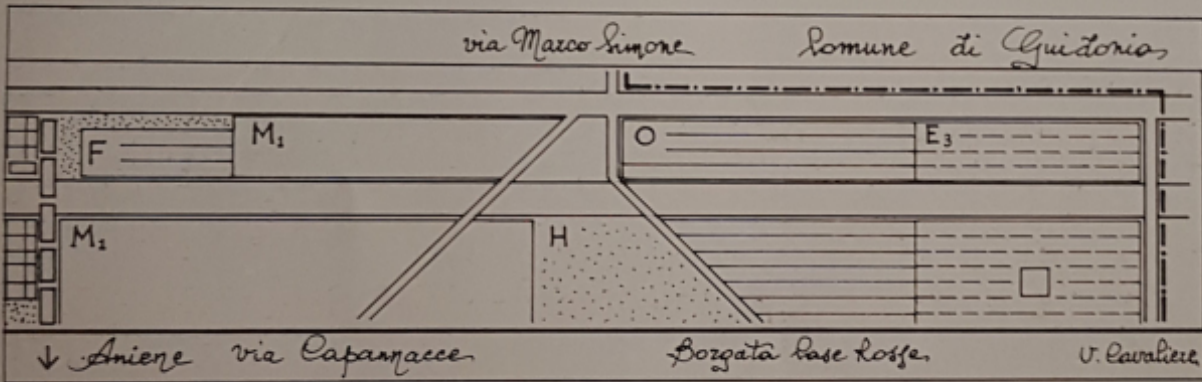 via Marco Simone Comune di Guidonia
F M₁ O E₃
M₁ H
↓ Aniene via Capannacce Borgata Case Rosse V. Cavaliere